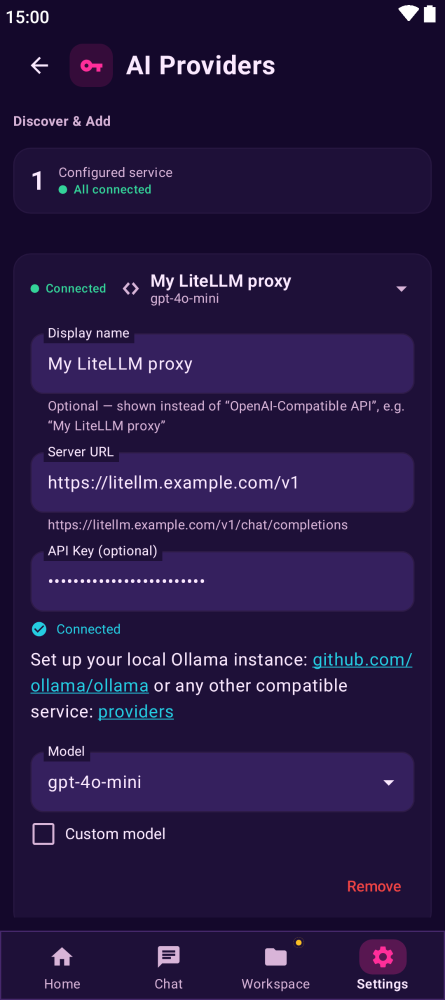 15:00
AI Providers
Discover & Add
1
Configured service
All connected
Connected
My LiteLLM proxy
gpt-4o-mini
Display name
My LiteLLM proxy
Optional — shown instead of “OpenAI-Compatible API”, e.g.
“My LiteLLM proxy”
Server URL
https://litellm.example.com/v1
https://litellm.example.com/v1/chat/completions
API Key (optional)
•••••••••••••••••••••••••
Connected
Set up your local Ollama instance: github.com/
ollama/ollama or any other compatible
service: providers
Model
gpt-4o-mini
Custom model
Remove
Home
Chat
Workspace
Settings